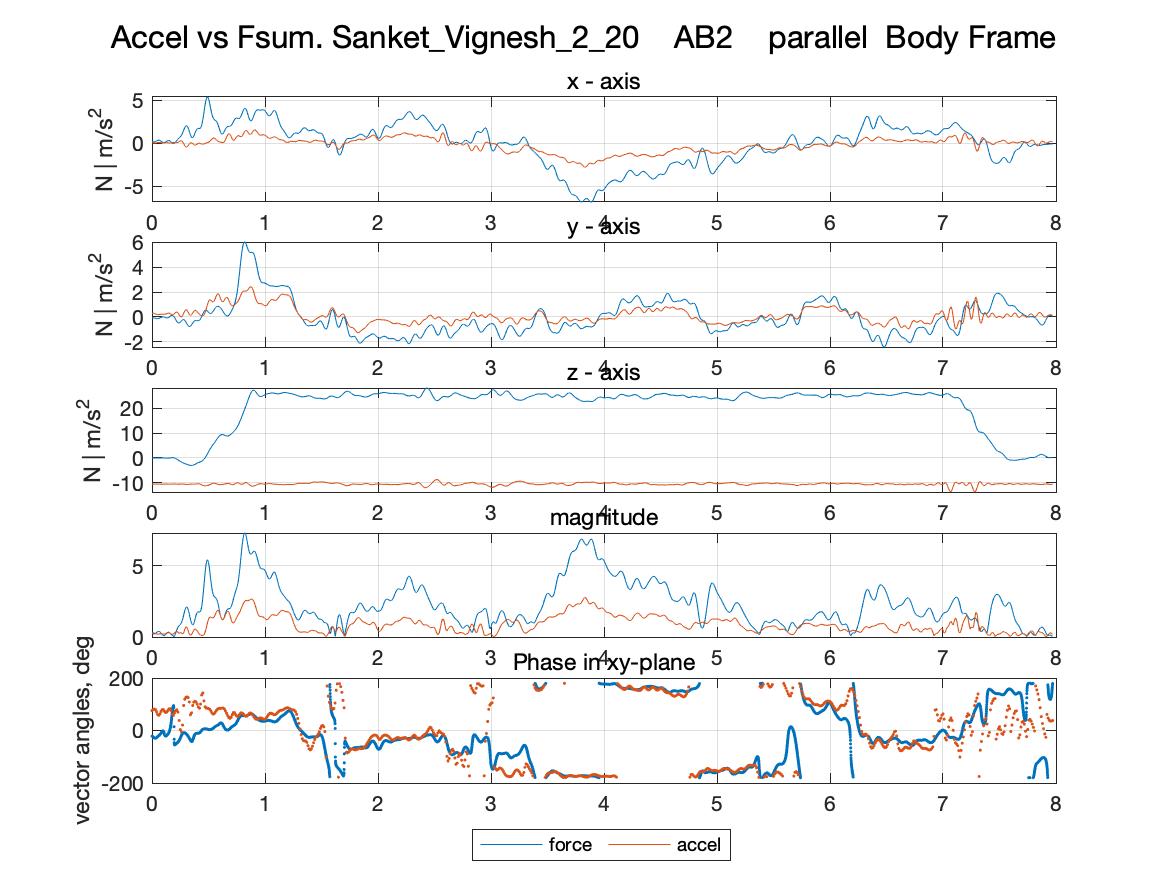 Accel vs Fsum. Sanket_Vignesh_2_20 AB2 parallel Body Frame
x - axis
N | m/s2
5
0
-5
0 1 2 3 4 5 6 7 8
y - axis
N | m/s2
6
4
2
0
-2
0 1 2 3 4 5 6 7 8
z - axis
N | m/s2
20
10
0
-10
0 1 2 3 4 5 6 7 8
magnitude
5
0
0 1 2 3 4 5 6 7 8
Phase in xy-plane
vector angles, deg
200
0
-200
0 1 2 3 4 5 6 7 8
force accel